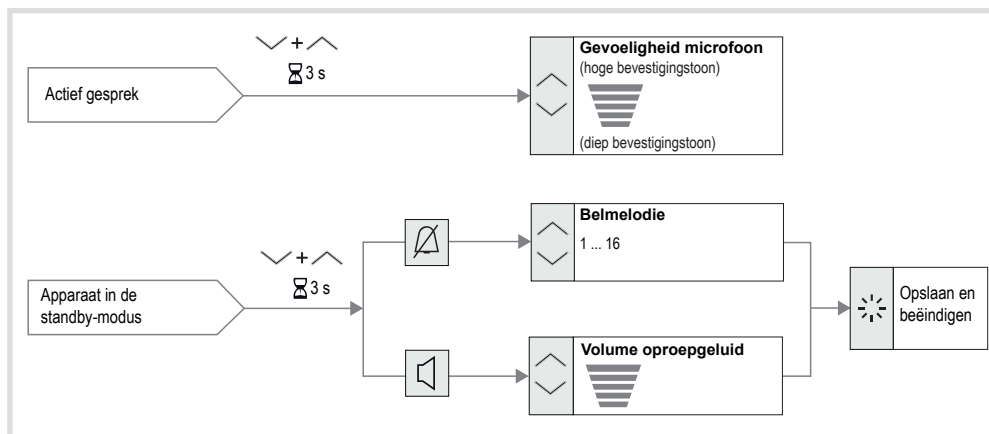 +
3 s
Actief gesprek
Gevoeligheid microfoon
(hoge bevestigingstoon)
(diep bevestigingstoon)
+
3 s
Apparaat in de
standby-modus
Belmelodie
1 ... 16
Volume oproepgeluid
Opslaan en
beëindigen